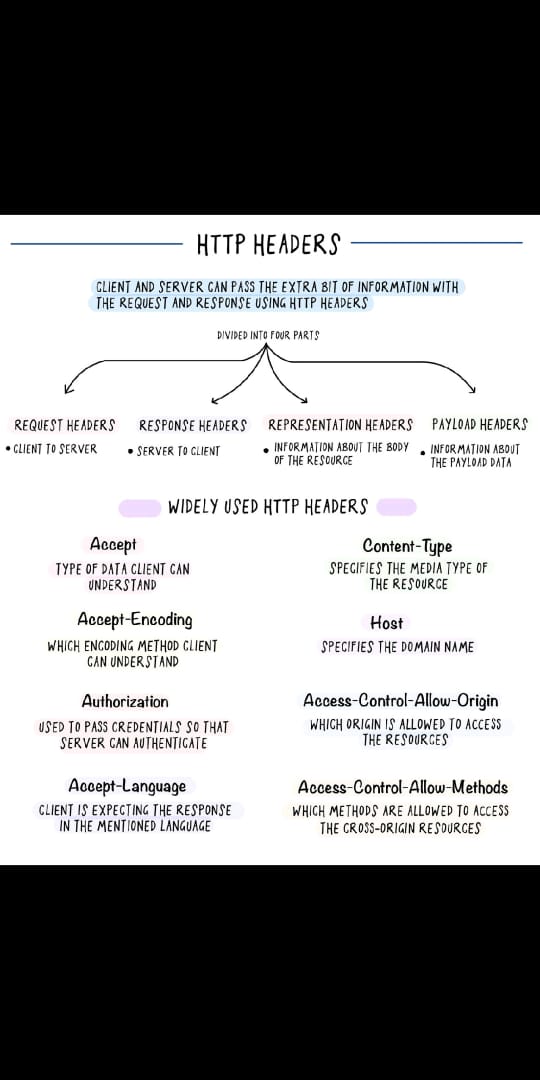 HTTP HEADERS
CLIENT AND SERVER CAN PASS THE EXTRA BIT OF INFORMATION WITH
THE REQUEST AND RESPONSE USING HTTP HEADERS
DIVIDED INTO FOUR PARTS
REQUEST HEADERS
• CLIENT TO SERVER
RESPONSE HEADERS
• SERVER TO CLIENT
REPRESENTATION HEADERS
• INFORMATION ABOUT THE BODY
OF THE RESOURCE
PAYLOAD HEADERS
• INFORMATION ABOUT
THE PAYLOAD DATA
WIDELY USED HTTP HEADERS
Accept
TYPE OF DATA CLIENT CAN
UNDERSTAND
Content-Type
SPECIFIES THE MEDIA TYPE OF
THE RESOURCE
Accept-Encoding
WHICH ENCODING METHOD CLIENT
CAN UNDERSTAND
Host
SPECIFIES THE DOMAIN NAME
Authorization
USED TO PASS CREDENTIALS SO THAT
SERVER CAN AUTHENTICATE
Access-Control-Allow-Origin
WHICH ORIGIN IS ALLOWED TO ACCESS
THE RESOURCES
Accept-Language
CLIENT IS EXPECTING THE RESPONSE
IN THE MENTIONED LANGUAGE
Access-Control-Allow-Methods
WHICH METHODS ARE ALLOWED TO ACCESS
THE CROSS-ORIGIN RESOURCES